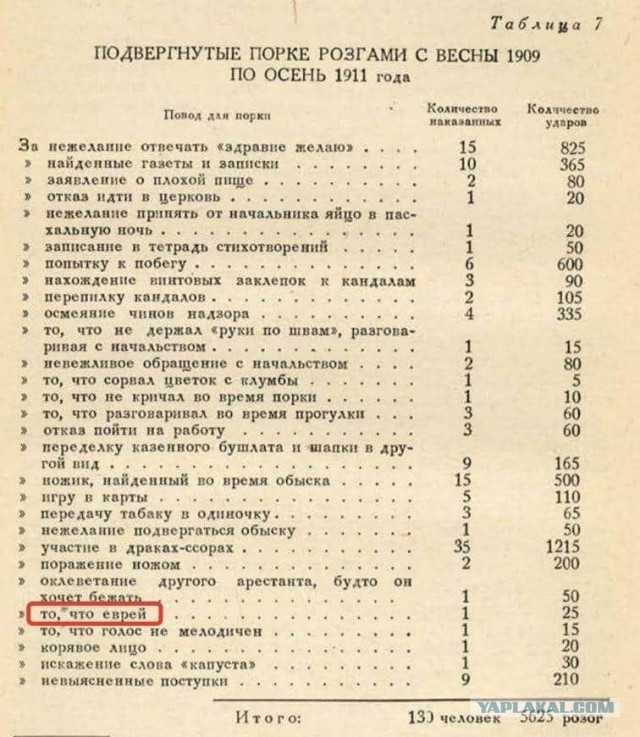 Таблица 7
ПОДВЕРГНУТЫЕ ПОРКЕ РОЗГАМИ С ВЕСНЫ 1909
ПО ОСЕНЬ 1911 года
Повод для порки Количество наказанных Количество ударов
За нежелание отвечать «здравие желаю» . . . . 15 825
» найденные газеты и записки . . . . . . . . 10 365
» заявление о плохой пище . . . . . . . . . . 2 80
» отказ идти в церковь . . . . . . . . . . . . 1 20
» нежелание принять от начальника яйцо в пас-
хальную ночь . . . . . . . . . . . . . . . 1 20
» записание в тетрадь стихотворений . . . . . 1 50
» попытку к побегу . . . . . . . . . . . . . . 6 600
» нахождение винтовых заклепок к кандалам 3 90
» перепилку кандалов . . . . . . . . . . . . . 2 105
» осмеяние чинов надзора . . . . . . . . . . 4 335
» то, что не держал «руки по швам», разгова-
ривая с начальством . . . . . . . . . . . . 1 15
» невежливое обращение с начальством . . . . 2 80
» то, что сорвал цветок с клумбы . . . . . . . 1 5
» то, что не кричал во время порки . . . . . . 1 10
» то, что разговаривал во время прогулки . . . 3 60
» отказ пойти на работу . . . . . . . . . . . 3 60
» переделку казенного бушлата и шапки в дру-
гой вид . . . . . . . . . . . . . . . . . . 9 165
» ножик, найденный во время обыска . . . . . 15 500
» игру в карты . . . . . . . . . . . . . . . . 5 110
» передачу табаку в одиночку . . . . . . . . . 3 65
» нежелание подвергаться обыску . . . . . . . 1 50
» участие в драках-ссорах . . . . . . . . . . 35 1215
» поражение ножом . . . . . . . . . . . . . . 2 200
» оклеветание другого арестанта, будто он
хочет бежать . . . . . . . . . . . . . . . 1 50
» то, что еврей . . . . . . . . . . . . . . . 1 25
» то, что голос не мелодичен . . . . . . . . . 1 15
» корявое лицо . . . . . . . . . . . . . . . . 1 20
» искажение слова «капуста» . . . . . . . . . 1 30
» невыясненные поступки . . . . . . . . . . . 9 210
Итого: 139 человек 5625 розог
YAPLAKAL.COM